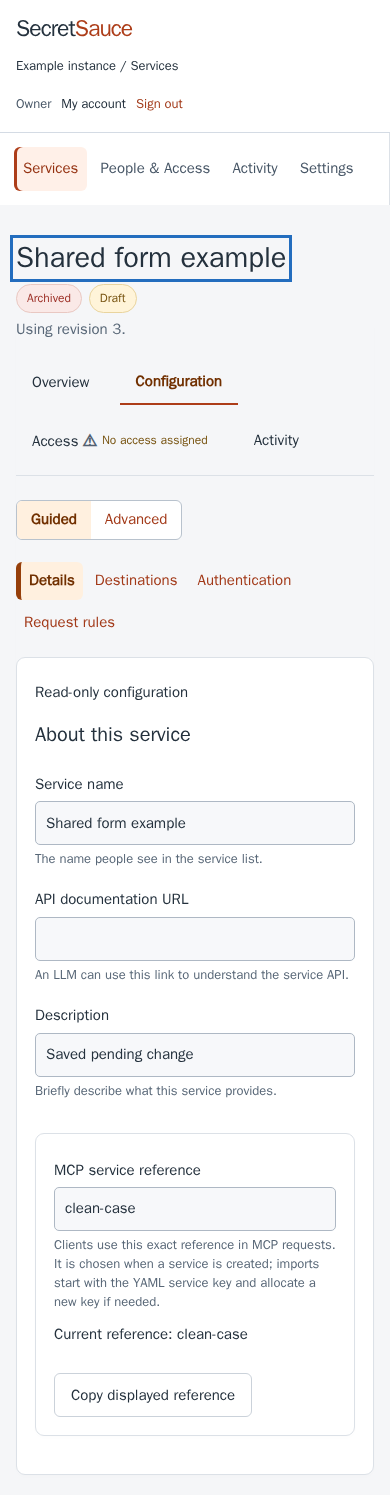 SecretSauce
Example instance / Services
Owner My account Sign out
Services People & Access Activity Settings
Shared form example
Archived Draft
Using revision 3.
Overview Configuration
Access ⚠ No access assigned Activity
Guided Advanced
Details Destinations Authentication
Request rules
Read-only configuration
About this service
Service name
Shared form example
The name people see in the service list.
API documentation URL
An LLM can use this link to understand the service API.
Description
Saved pending change
Briefly describe what this service provides.
MCP service reference
clean-case
Clients use this exact reference in MCP requests.
It is chosen when a service is created; imports
start with the YAML service key and allocate a
new key if needed.
Current reference: clean-case
Copy displayed reference